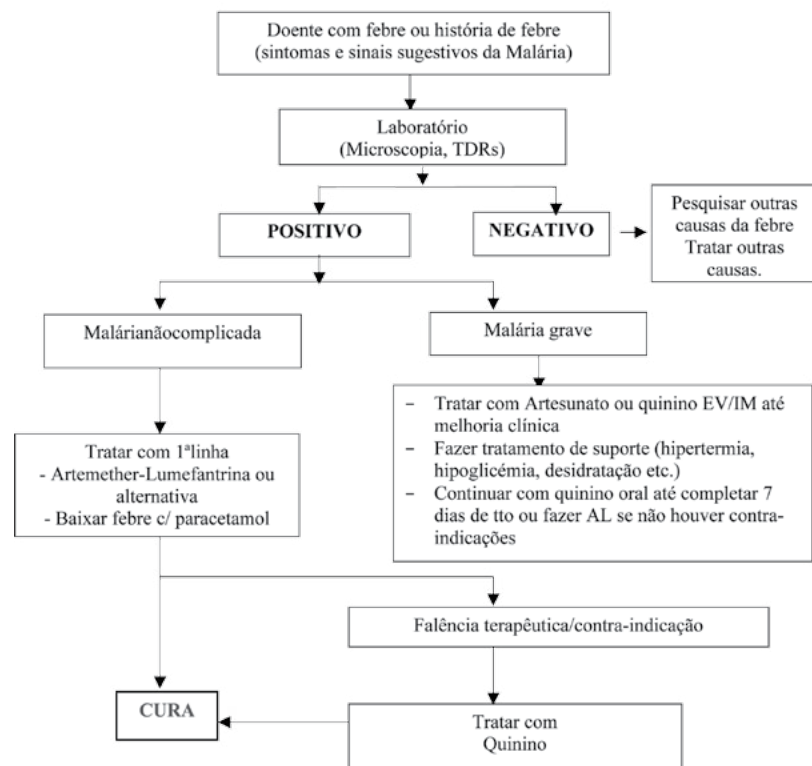 Doente com febre ou história de febre
(sintomas e sinais sugestivos da Malária)
Laboratório
(Microscopia, TDRs)
POSITIVO
NEGATIVO
Pesquisar outras
causas da febre
Tratar outras
causas.
Malárianãocomplicada
Malária grave
Tratar com 1ªlinha
- Artemether-Lumefantrina ou
alternativa
- Baixar febre c/ paracetamol
− Tratar com Artesunato ou quinino EV/IM até
melhoria clínica
− Fazer tratamento de suporte (hipertermia,
hipoglicémia, desidratação etc.)
− Continuar com quinino oral até completar 7
dias de tto ou fazer AL se não houver contra-
indicações
Falência terapêutica/contra-indicação
CURA
Tratar com
Quinino